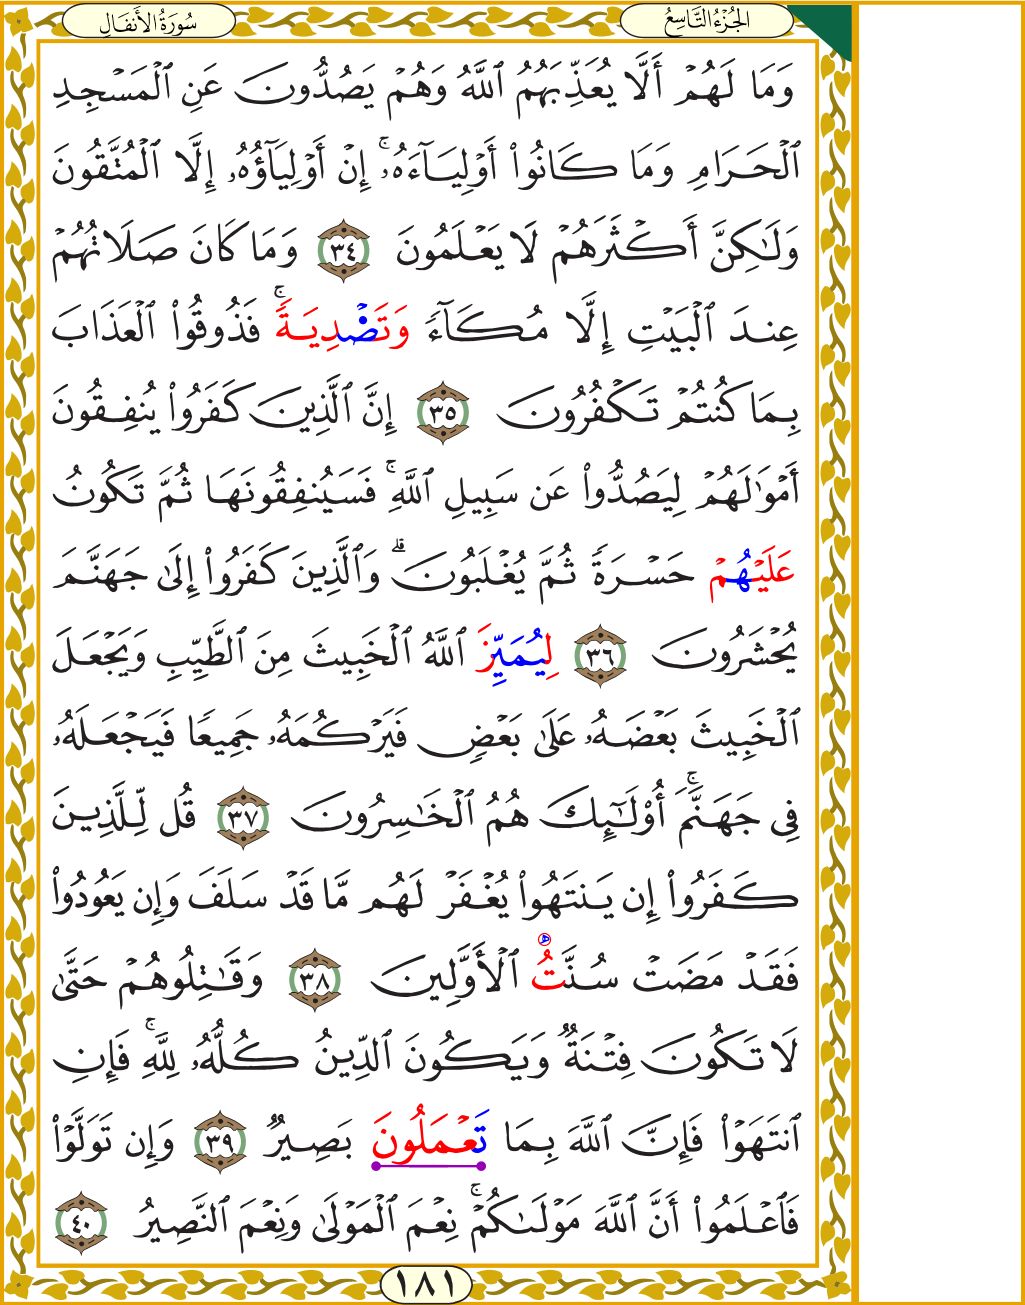 الجُزْءُ التَّاسِعُ
سُورَةُ الأَنفَالِ
وَمَا لَهُمْ أَلَّا يُعَذِّبَهُمُ ٱللَّهُ وَهُمْ يَصُدُّونَ عَنِ ٱلْمَسْجِدِ
ٱلْحَرَامِ وَمَا كَانُوا۟ أَوْلِيَآءَهُۥٓۚ إِنْ أَوْلِيَآؤُهُۥ إِلَّا ٱلْمُتَّقُونَ
وَلَٰكِنَّ أَكْثَرَهُمْ لَا يَعْلَمُونَ ٣٤ وَمَا كَانَ صَلَاتُهُمْ
عِندَ ٱلْبَيْتِ إِلَّا مُكَآءً وَتَضْدِيَةًۚ فَذُوقُوا۟ ٱلْعَذَابَ
بِمَا كُنتُمْ تَكْفُرُونَ ٣٥ إِنَّ ٱلَّذِينَ كَفَرُوا۟ يُنفِقُونَ
أَمْوَٰلَهُمْ لِيَصُدُّوا۟ عَن سَبِيلِ ٱللَّهِۚ فَسَيُنفِقُونَهَا ثُمَّ تَكُونُ
عَلَيْهُمْ حَسْرَةً ثُمَّ يُغْلَبُونَۗ وَٱلَّذِينَ كَفَرُوا۟ إِلَىٰ جَهَنَّمَ
يُحْشَرُونَ ٣٦ لِيُمَيِّزَ ٱللَّهُ ٱلْخَبِيثَ مِنَ ٱلطَّيِّبِ وَيَجْعَلَ
ٱلْخَبِيثَ بَعْضَهُۥ عَلَىٰ بَعْضٍ فَيَرْكُمَهُۥ جَمِيعًا فَيَجْعَلَهُۥ
فِى جَهَنَّمَۚ أُو۟لَٰٓئِكَ هُمُ ٱلْخَٰسِرُونَ ٣٧ قُل لِّلَّذِينَ
كَفَرُوا۟ إِن يَنتَهُوا۟ يُغْفَرْ لَهُم مَّا قَدْ سَلَفَ وَإِن يَعُودُوا۟
فَقَدْ مَضَتْ سُنَّتُ ٱلْأَوَّلِينَ ٣٨ وَقَٰتِلُوهُمْ حَتَّىٰ
لَا تَكُونَ فِتْنَةٌ وَيَكُونَ ٱلدِّينُ كُلُّهُۥ لِلَّهِۚ فَإِنِ
ٱنتَهَوْا۟ فَإِنَّ ٱللَّهَ بِمَا تَعْمَلُونَ بَصِيرٌ ٣٩ وَإِن تَوَلَّوْا۟
فَٱعْلَمُوا۟ أَنَّ ٱللَّهَ مَوْلَىٰكُمْۚ نِعْمَ ٱلْمَوْلَىٰ وَنِعْمَ ٱلنَّصِيرُ ٤٠
١٨١